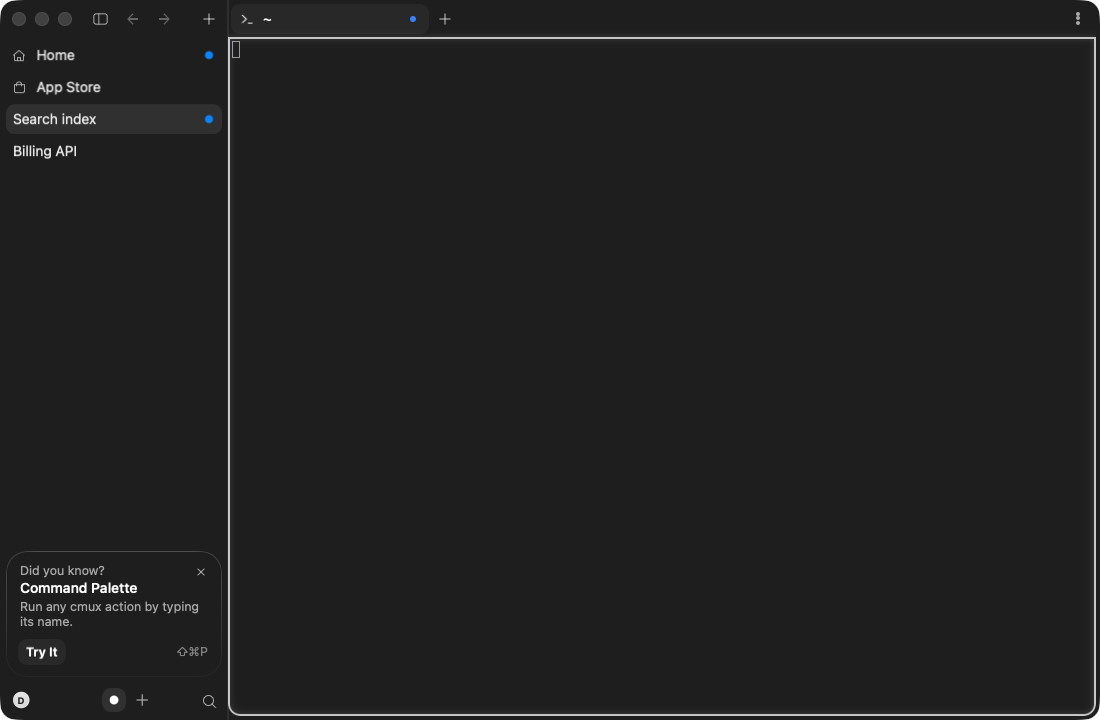 Home
App Store
Search index
Billing API
~
Did you know?
Command Palette
Run any cmux action by typing
its name.
Try It
⇧⌘P
D